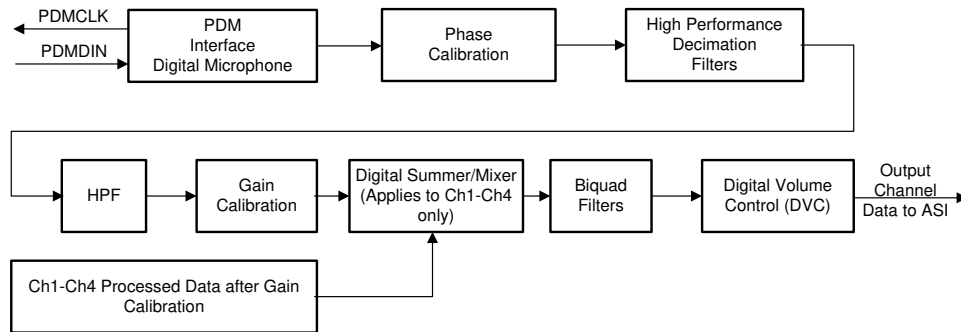 PDMCLK
PDMDIN
PDM
Interface
Digital Microphone
Phase
Calibration
High Performance
Decimation
Filters
HPF
Gain
Calibration
Digital Summer/Mixer
(Applies to Ch1-Ch4
only)
Biquad
Filters
Digital Volume
Control (DVC)
Output
Channel
Data to ASI
Ch1-Ch4 Processed Data after Gain
Calibration